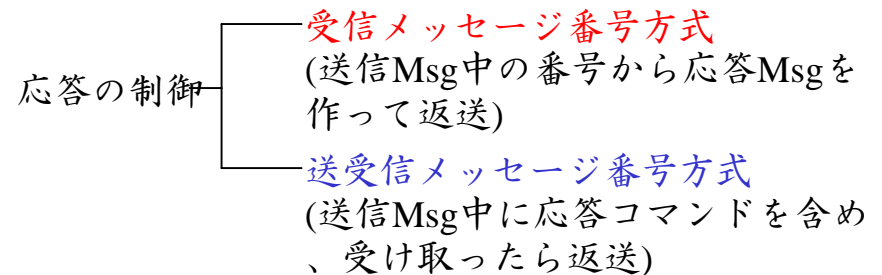 受信メッセージ番号方式
(送信Msg中の番号から応答Msgを
作って返送)
応答の制御
送受信メッセージ番号方式
(送信Msg中に応答コマンドを含め
、受け取ったら返送)